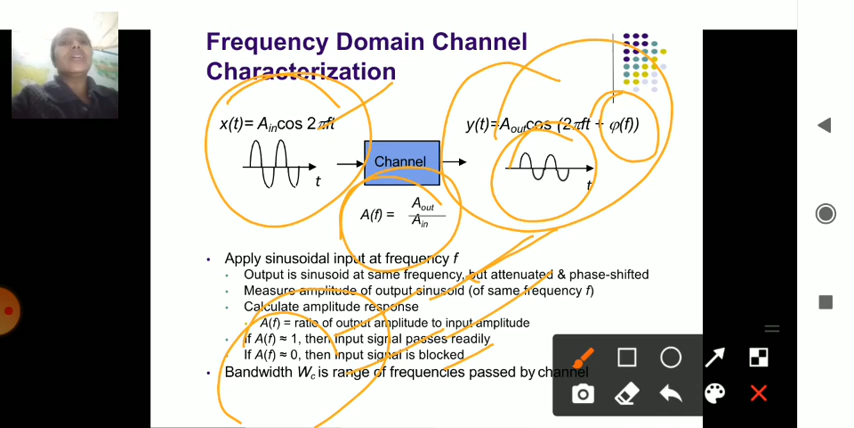 Frequency Domain Channel
Characterization
x(t)= Aincos 2πft
y(t)=Aoutcos (2πft + φ(f))
Channel
t
t
A(f) = Aout
Ain
• Apply sinusoidal input at frequency f
• Output is sinusoid at same frequency, but attenuated & phase-shifted
• Measure amplitude of output sinusoid (of same frequency f)
• Calculate amplitude response
• A(f) = ratio of output amplitude to input amplitude
• If A(f) ≈ 1, then input signal passes readily
• If A(f) ≈ 0, then input signal is blocked
• Bandwidth Wc is range of frequencies passed by channel